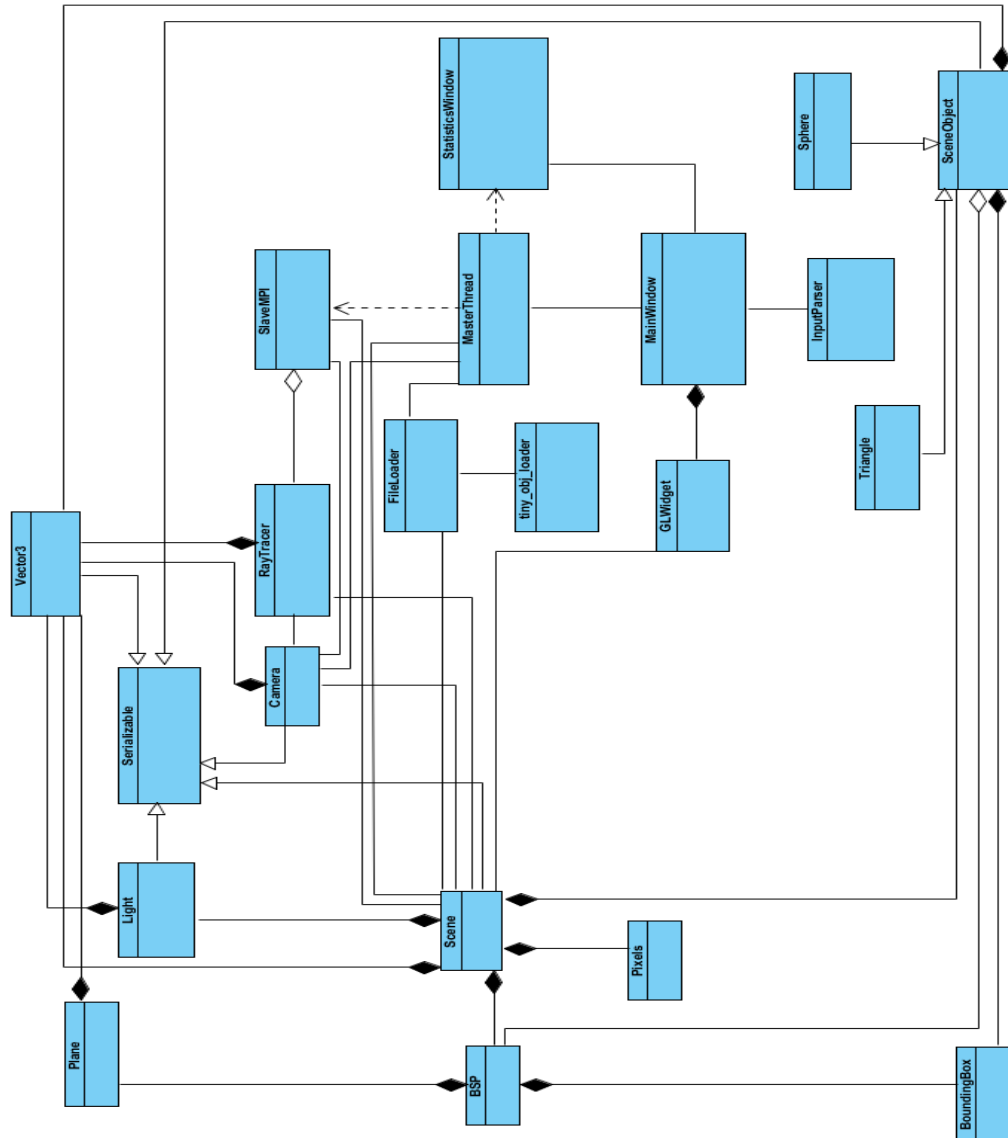 Vector3
Serializable
Light
Plane
Camera
RayTracer
SlaveMPI
StatisticsWindow
MasterThread
FileLoader
tiny_obj_loader
MainWindow
GLWidget
InputParser
Sphere
SceneObject
Triangle
Scene
Pixels
BSP
BoundingBox